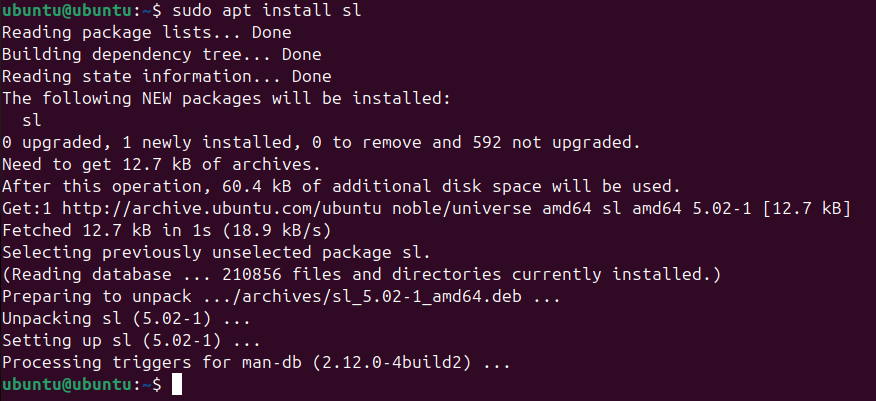 ubuntu@ubuntu:~$ sudo apt install sl
Reading package lists... Done
Building dependency tree... Done
Reading state information... Done
The following NEW packages will be installed:
  sl
0 upgraded, 1 newly installed, 0 to remove and 592 not upgraded.
Need to get 12.7 kB of archives.
After this operation, 60.4 kB of additional disk space will be used.
Get:1 http://archive.ubuntu.com/ubuntu noble/universe amd64 sl amd64 5.02-1 [12.7 kB]
Fetched 12.7 kB in 1s (18.9 kB/s)
Selecting previously unselected package sl.
(Reading database ... 210856 files and directories currently installed.)
Preparing to unpack .../archives/sl_5.02-1_amd64.deb ...
Unpacking sl (5.02-1) ...
Setting up sl (5.02-1) ...
Processing triggers for man-db (2.12.0-4build2) ...
ubuntu@ubuntu:~$